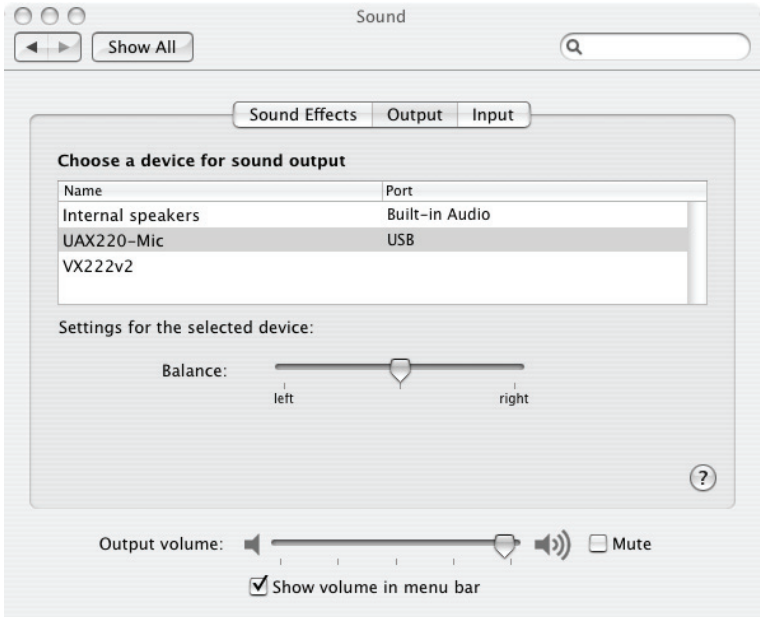 Sound
Show All
Sound Effects Output Input
Choose a device for sound output
Name Port
Internal speakers Built-in Audio
UAX220-Mic USB
VX222v2
Settings for the selected device:
Balance:
left right
?
Output volume: Mute
Show volume in menu bar